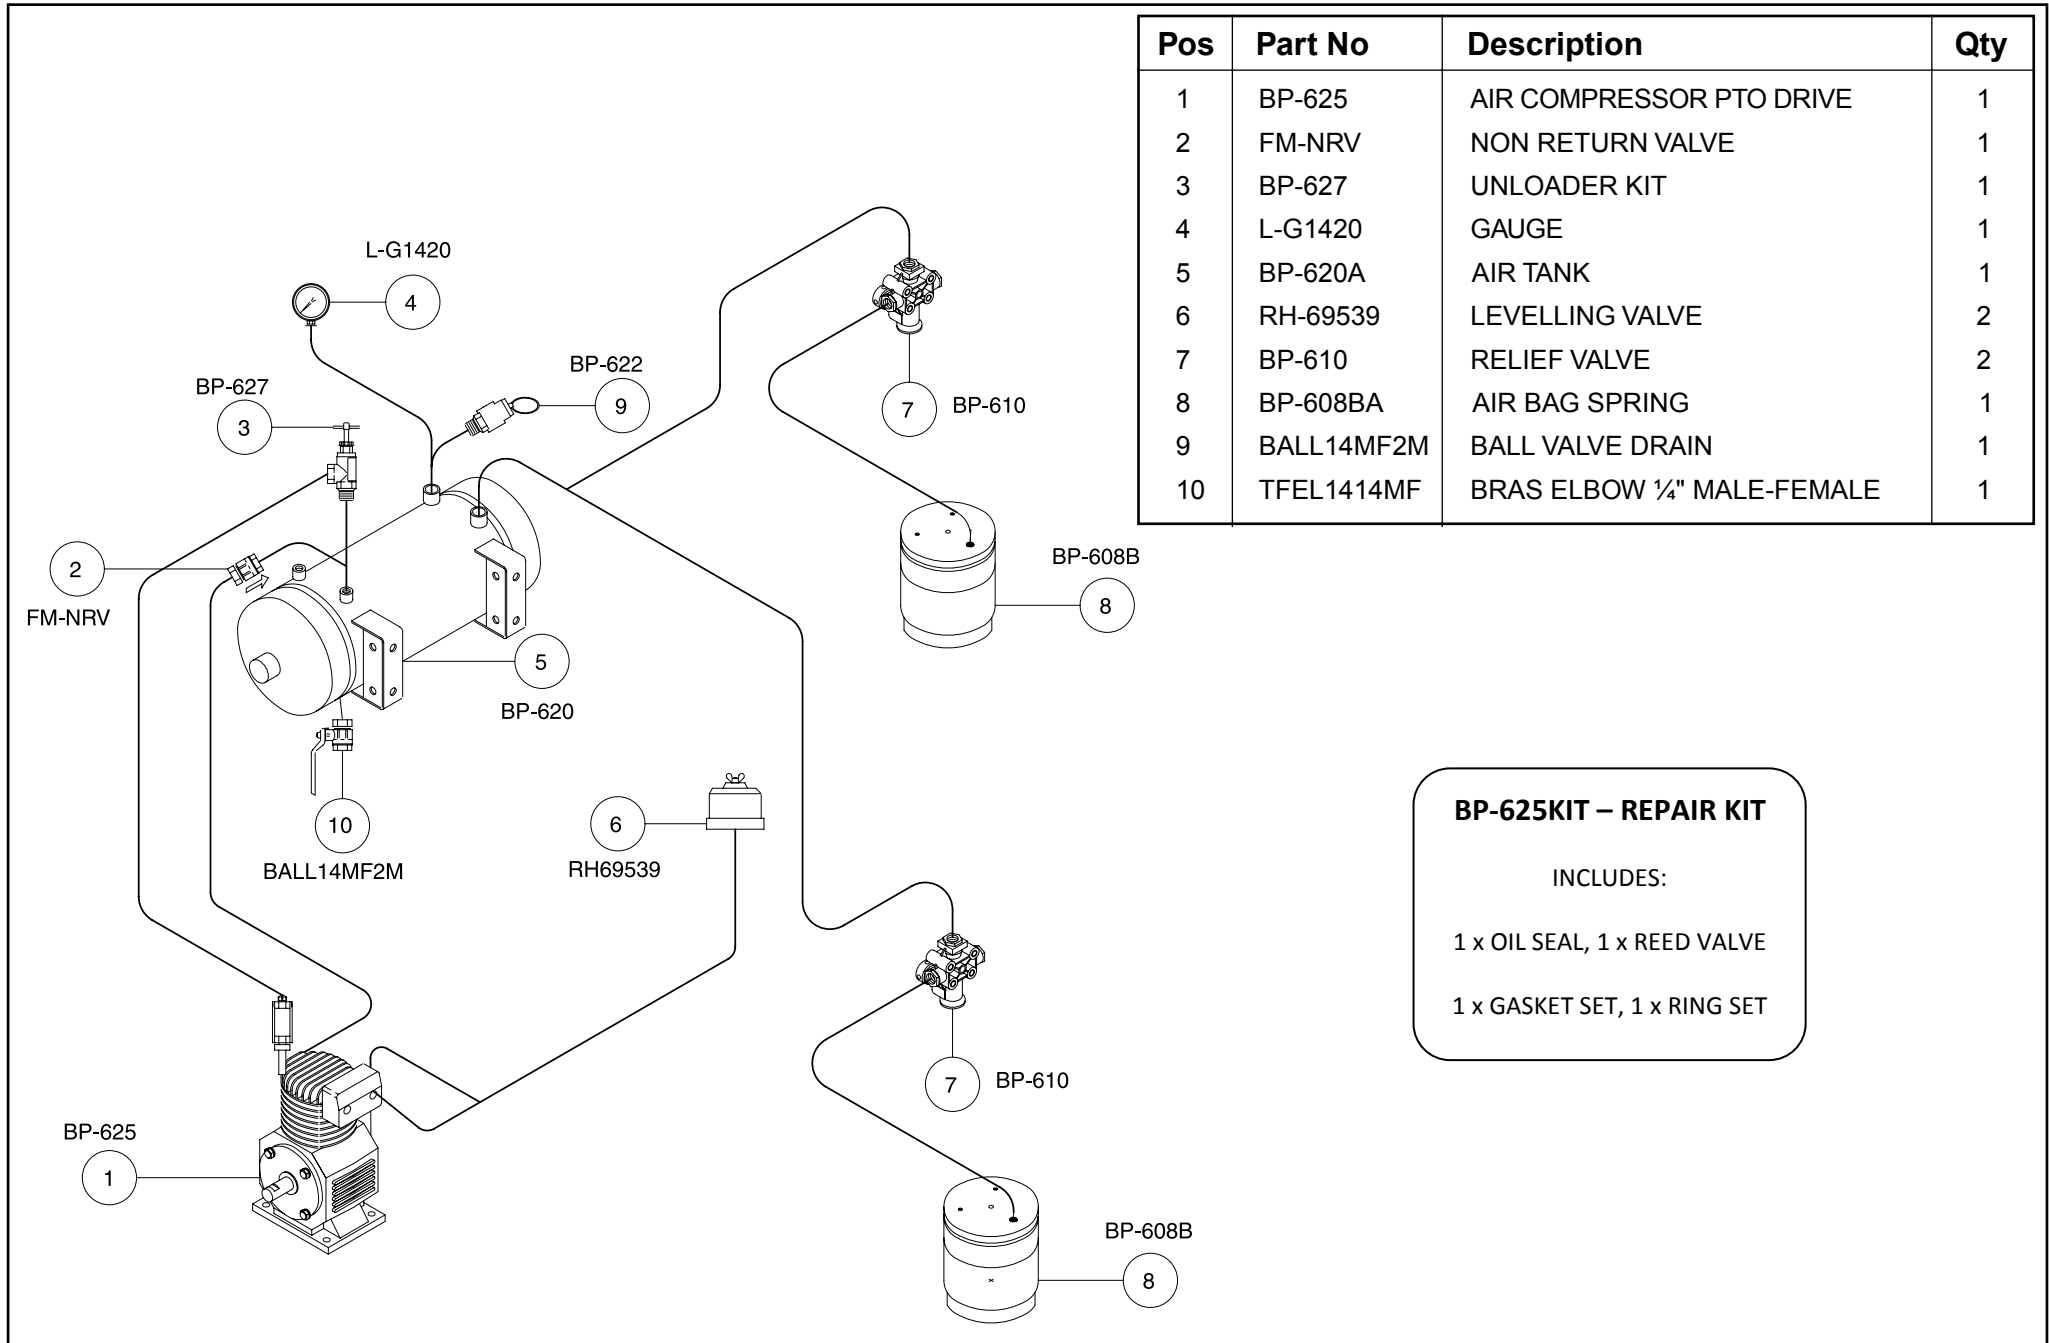 Pos Part No Description Qty
1 BP-625 AIR COMPRESSOR PTO DRIVE 1
2 FM-NRV NON RETURN VALVE 1
3 BP-627 UNLOADER KIT 1
4 L-G1420 GAUGE 1
5 BP-620A AIR TANK 1
6 RH-69539 LEVELLING VALVE 2
7 BP-610 RELIEF VALVE 2
8 BP-608BA AIR BAG SPRING 1
9 BALL14MF2M BALL VALVE DRAIN 1
10 TFEL1414MF BRAS ELBOW ¼" MALE-FEMALE 1
L-G1420
4
BP-622
9
BP-627
3
7 BP-610
2
FM-NRV
BP-608B
8
5
BP-620
10
BALL14MF2M
6
RH69539
BP-625KIT – REPAIR KIT
INCLUDES:
1 x OIL SEAL, 1 x REED VALVE
1 x GASKET SET, 1 x RING SET
7 BP-610
BP-625
1
BP-608B
8